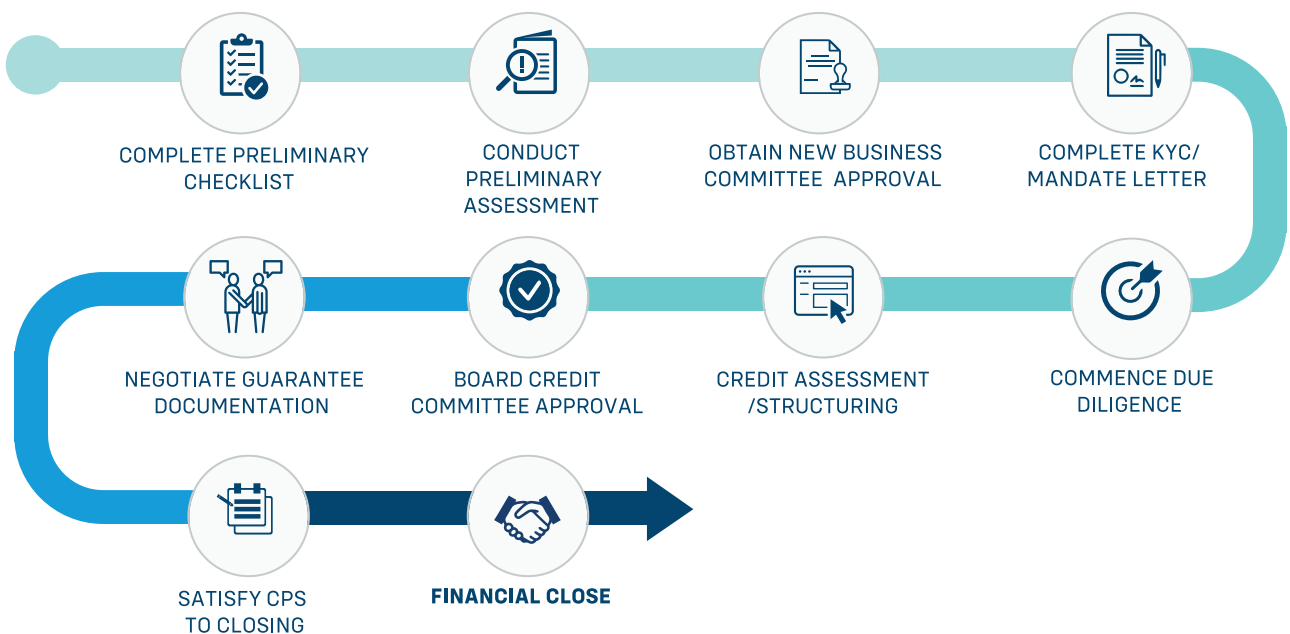 COMPLETE PRELIMINARY
CHECKLIST
CONDUCT
PRELIMINARY
ASSESSMENT
OBTAIN NEW BUSINESS
COMMITTEE APPROVAL
COMPLETE KYC/
MANDATE LETTER
COMMENCE DUE
DILIGENCE
CREDIT ASSESSMENT
/STRUCTURING
BOARD CREDIT
COMMITTEE APPROVAL
NEGOTIATE GUARANTEE
DOCUMENTATION
SATISFY CPS
TO CLOSING
FINANCIAL CLOSE